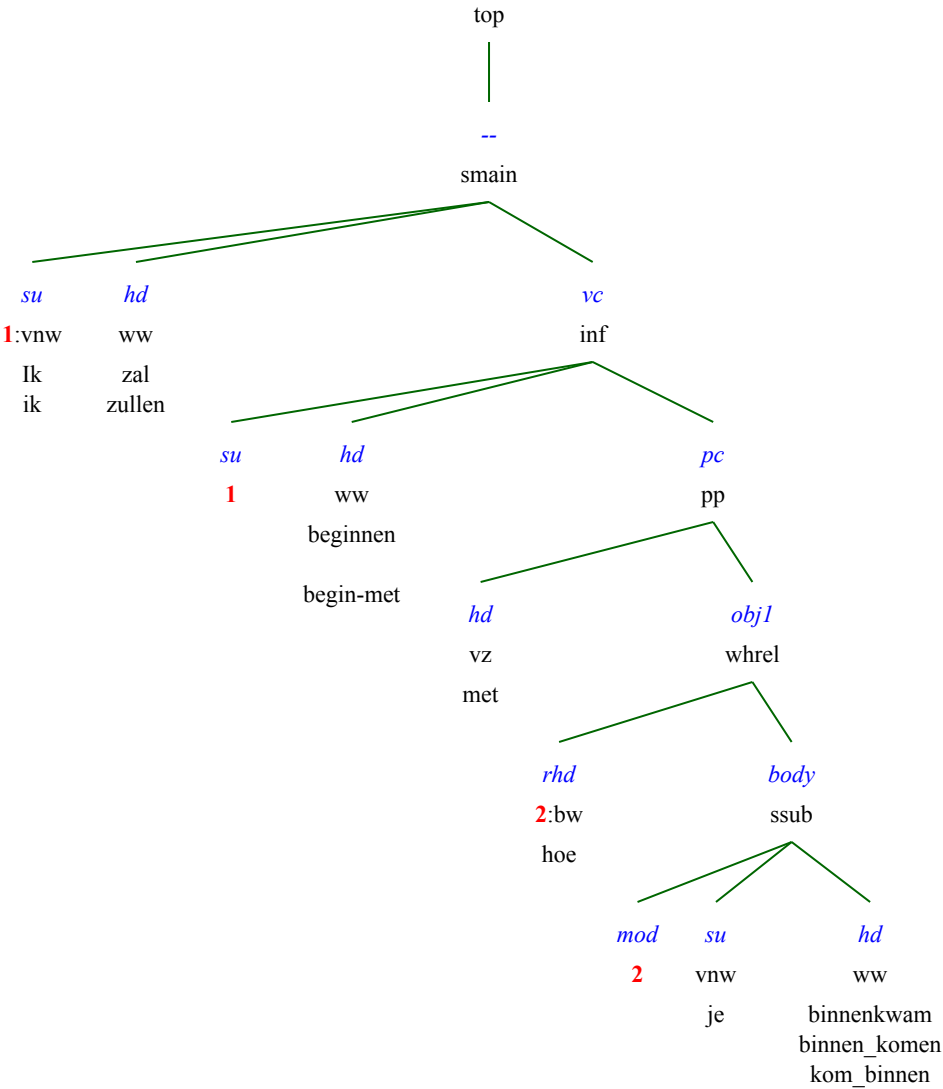 top
--
smain
su hd vc
1:vnw ww inf
Ik zal
ik zullen
su hd pc
1 ww pp
beginnen
begin-met
hd obj1
vz whrel
met
rhd body
2:bw ssub
hoe
mod su hd
2 vnw ww
je binnenkwam
binnen_komen
kom_binnen